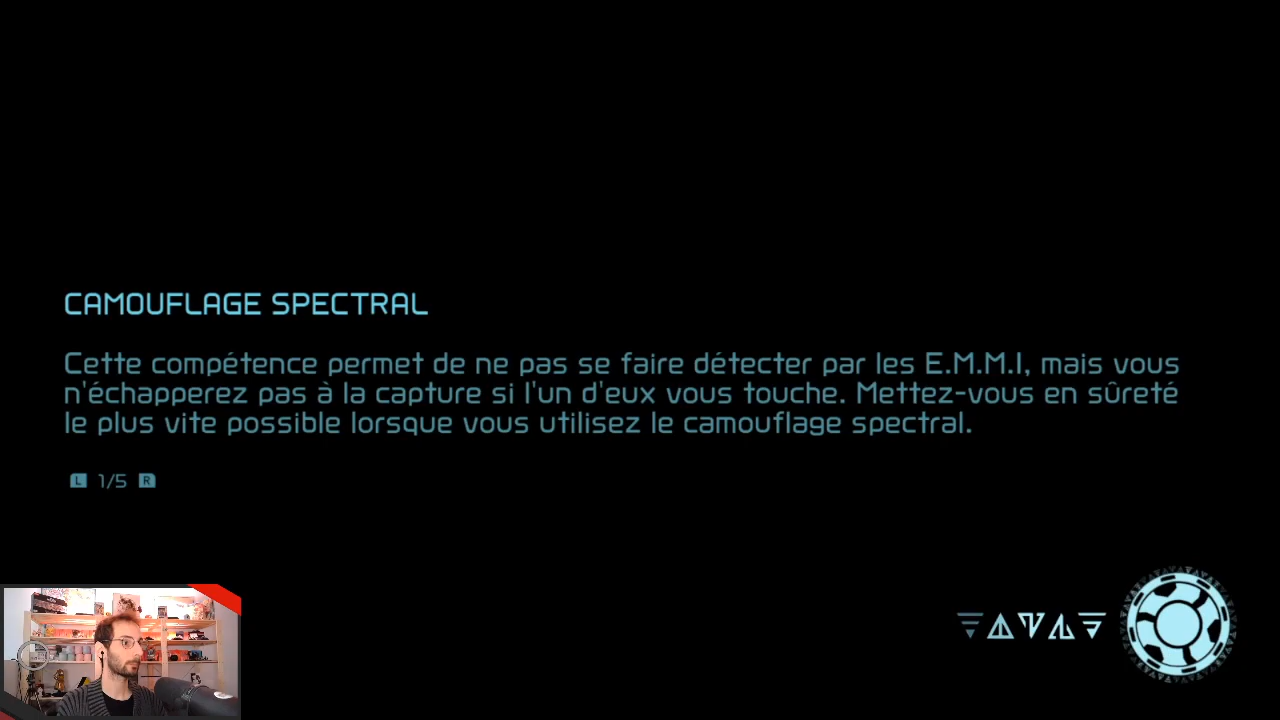 CAMOUFLAGE SPECTRAL
Cette compétence permet de ne pas se faire détecter par les E.M.M.I, mais vous
n'échapperez pas à la capture si l'un d'eux vous touche. Mettez-vous en sûreté
le plus vite possible lorsque vous utilisez le camouflage spectral.
L 1/5 R